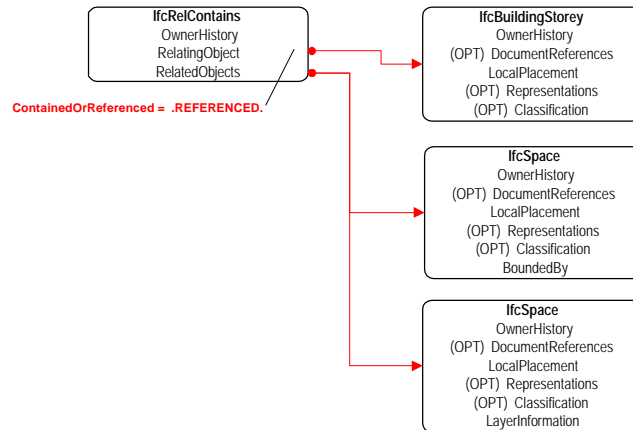 IfcRelContains
OwnerHistory
RelatingObject
RelatedObjects
ContainedOrReferenced = .REFERENCED.
IfcBuildingStorey
OwnerHistory
(OPT) DocumentReferences
LocalPlacement
(OPT) Representations
(OPT) Classification
IfcSpace
OwnerHistory
(OPT) DocumentReferences
LocalPlacement
(OPT) Representations
(OPT) Classification
BoundedBy
IfcSpace
OwnerHistory
(OPT) DocumentReferences
LocalPlacement
(OPT) Representations
(OPT) Classification
LayerInformation